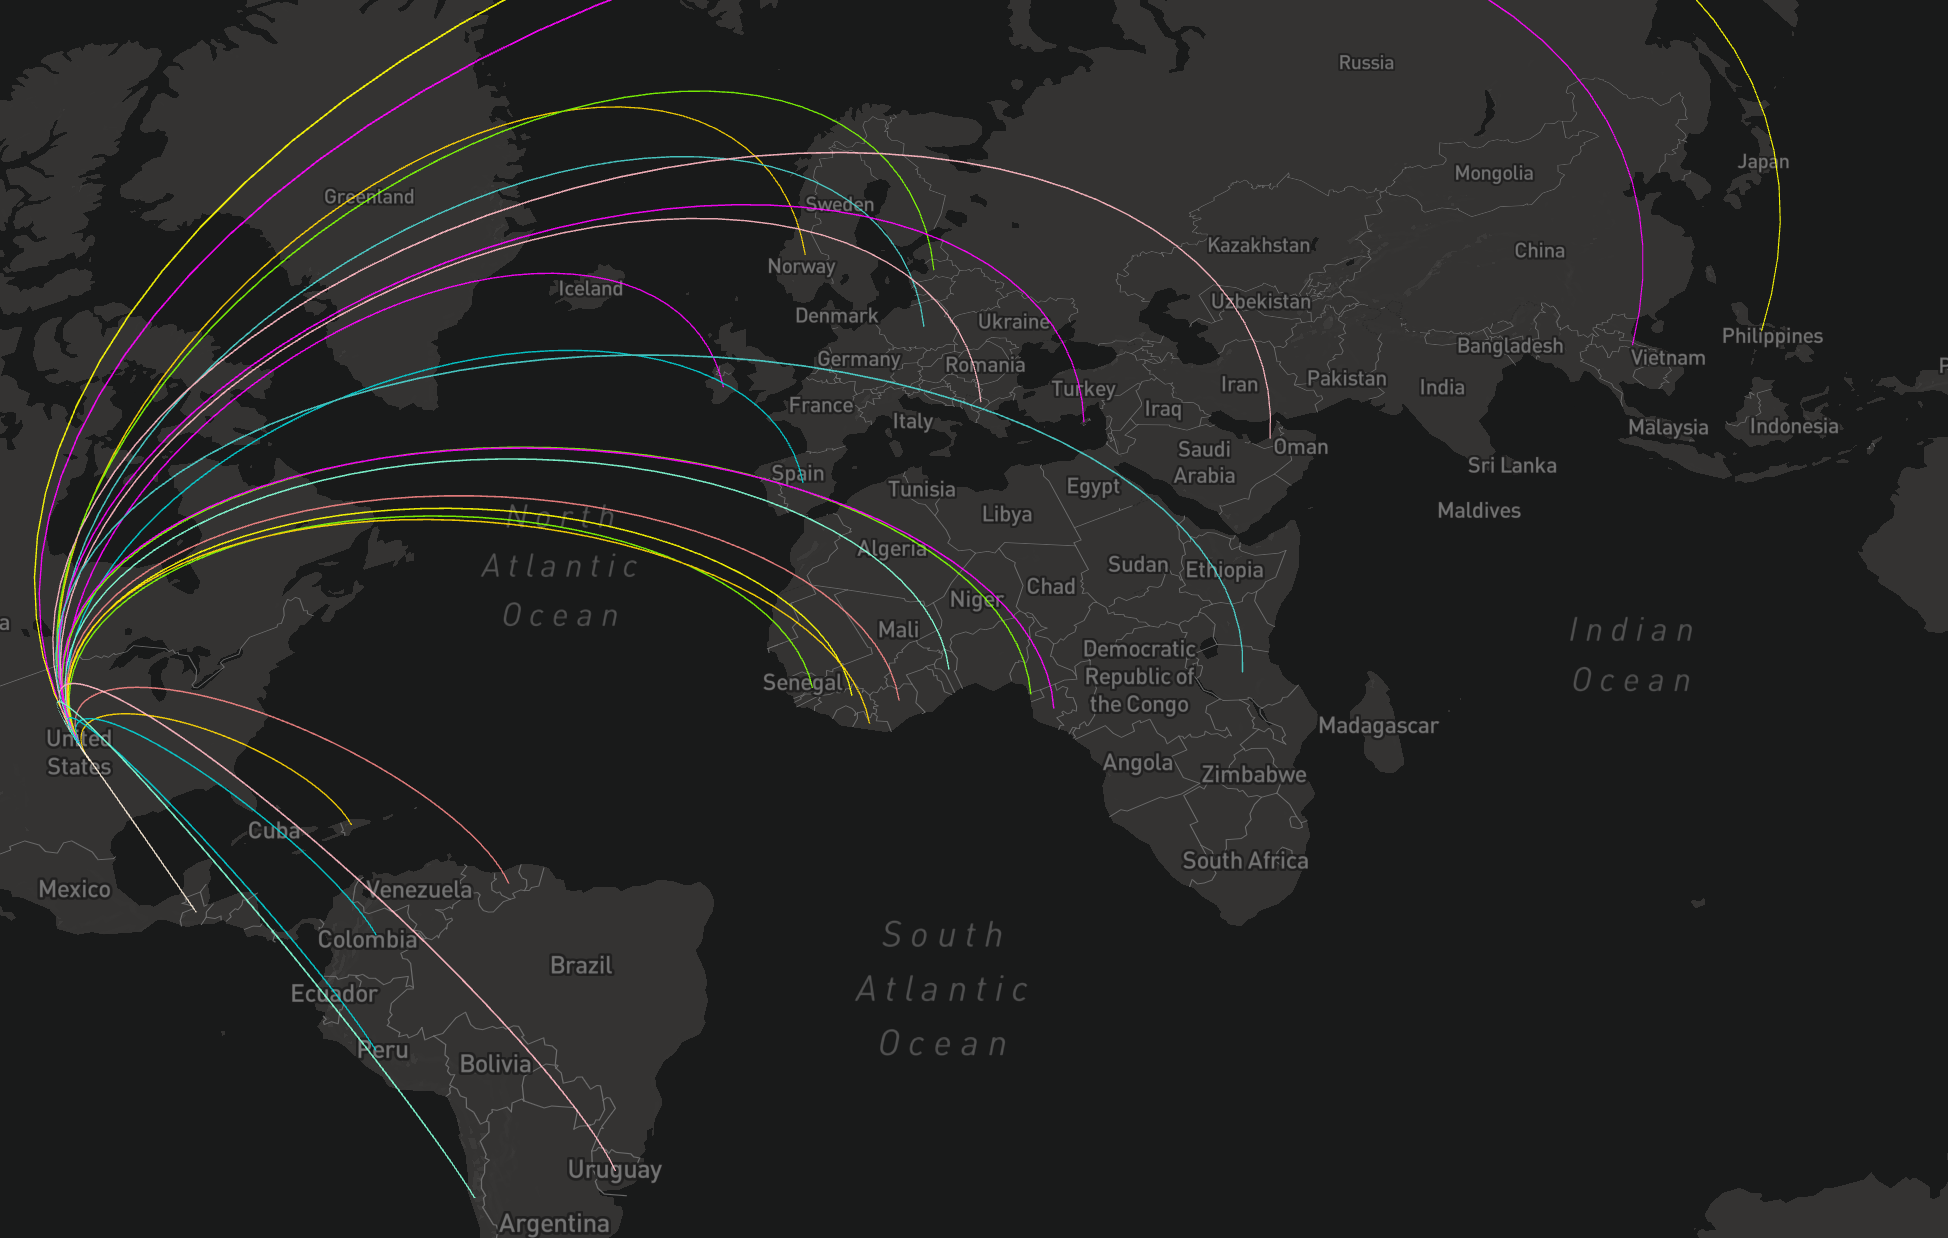 Russia
Japan
Mongolia
Greenland
Sweden
Kazakhstan
China
Norway
Iceland
Uzbekistan
Denmark
Ukraine
Philippines
Bangladesh
Vietnam
Germany
Romania
Pakistan
India
Iran
Turkey
France
Iraq
Italy
Malaysia
Indonesia
Saudi
Arabia
Oman
Sri Lanka
Spain
Tunisia
Egypt
Maldives
Libya
North
Atlantic
Ocean
Algeria
Sudan
Ethiopia
Chad
Niger
Mali
Indian
Ocean
Democratic
Republic of
the Congo
Senegal
Madagascar
United
States
Angola
Zimbabwe
Cuba
South Africa
Mexico
Venezuela
Colombia
South
Atlantic
Ocean
Brazil
Ecuador
Peru
Bolivia
Uruguay
Argentina